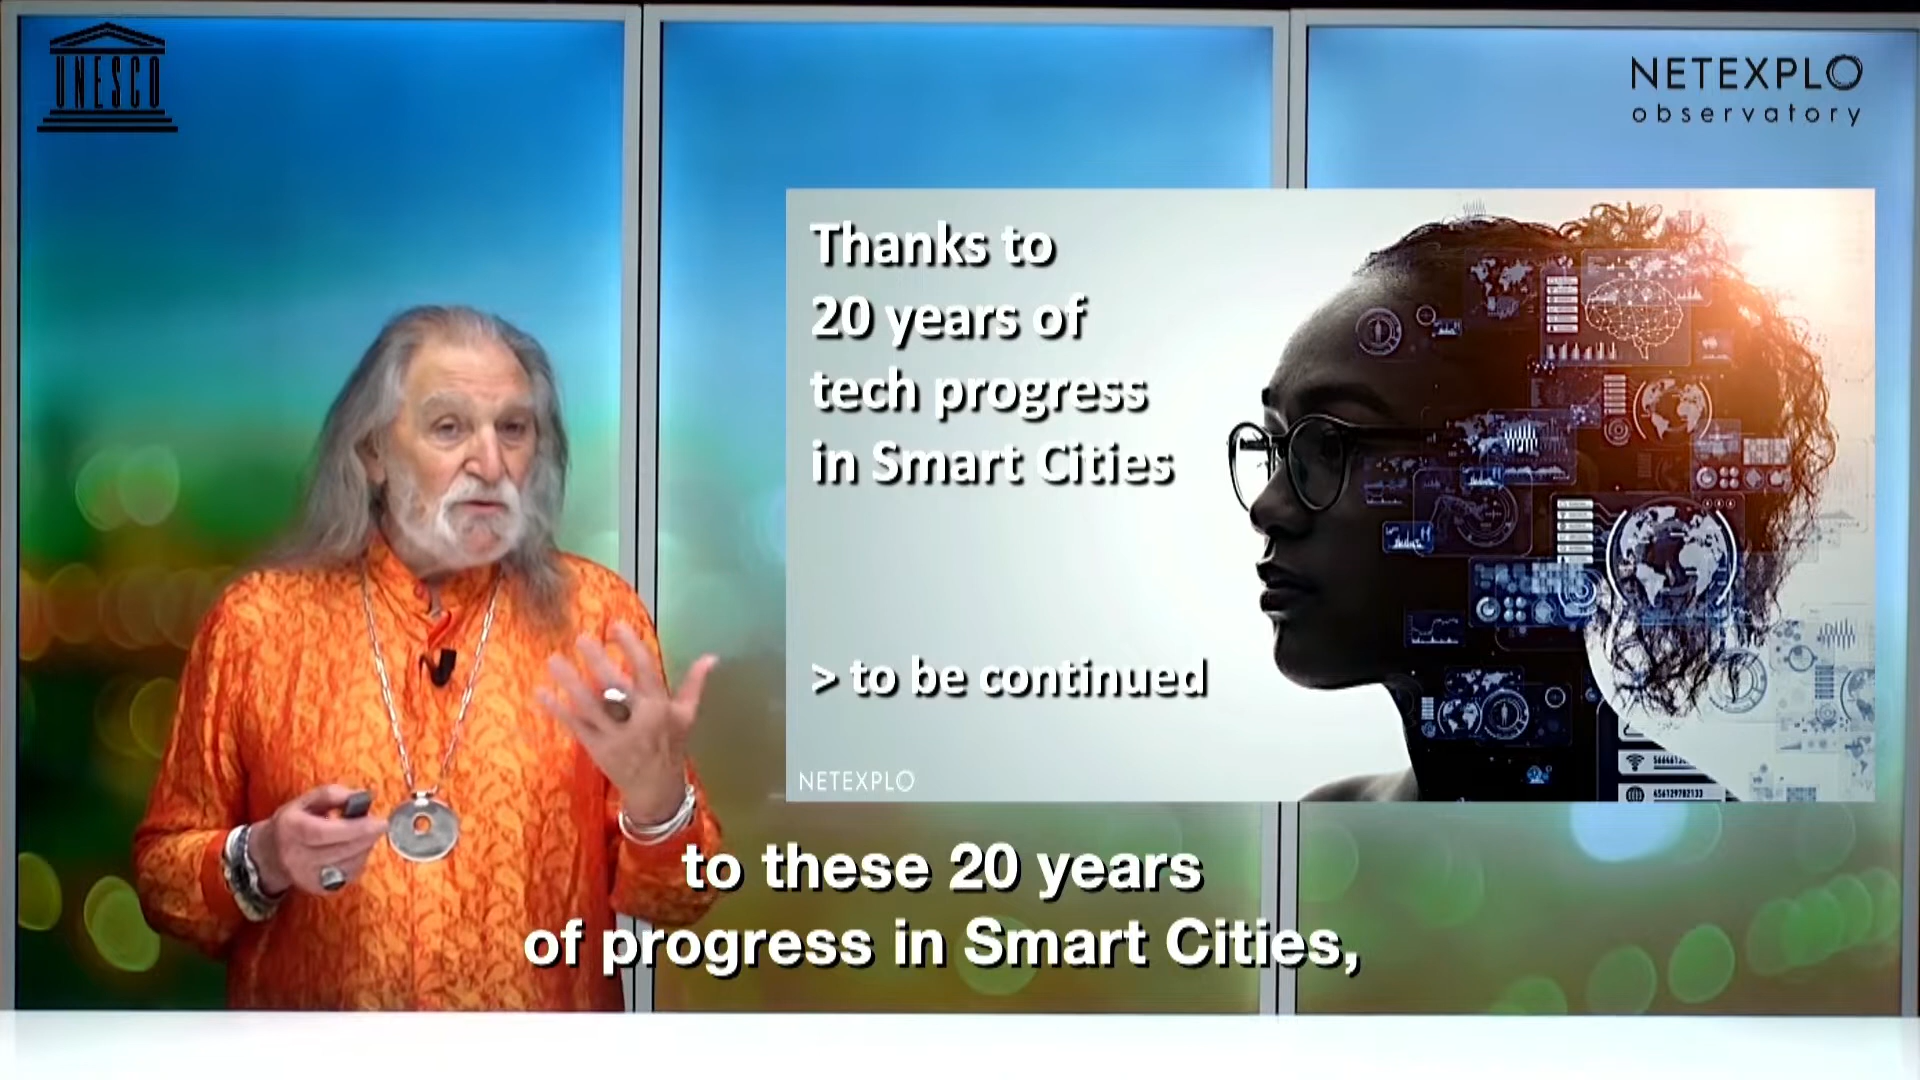 UNESCO
NETEXPLO
observatory
Thanks to
20 years of
tech progress
in Smart Cities
> to be continued
NETEXPLO
456129782133
to these 20 years
of progress in Smart Cities,